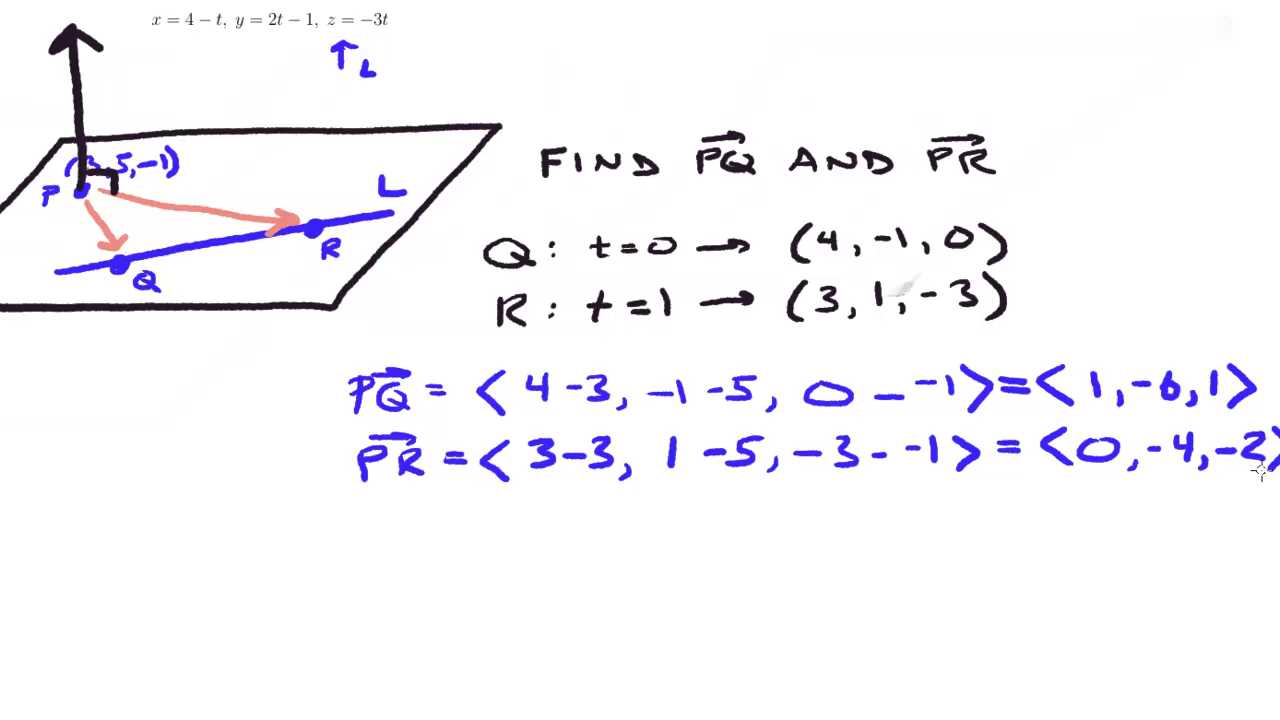 x = 4 − t, y = 2t − 1, z = −3t
↑ L
(3,5,−1)
P
L
R
Q
FIND PQ⃗ AND PR⃗
Q: t=0 → (4,−1,0)
R: t=1 → (3,1,−3)
PQ⃗ = <4−3, −1−5, 0 − −1> = <1,−6,1>
PR⃗ = <3−3, 1−5, −3 − −1> = <0,−4,−2>